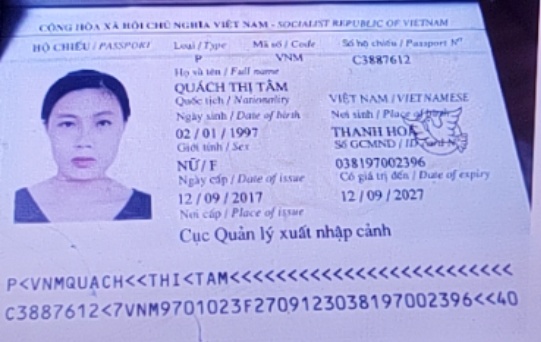 CỘNG HÒA XÃ HỘI CHỦ NGHĨA VIỆT NAM - SOCIALIST REPUBLIC OF VIETNAM
HỘ CHIẾU / PASSPORT Loại / Type Mã số / Code Số hộ chiếu / Passport Nº
P VNM C3887612
Họ và tên / Full name
QUÁCH THỊ TÂM
Quốc tịch / Nationality VIỆT NAM / VIETNAMESE
Ngày sinh / Date of birth Nơi sinh / Place of birth
02 / 01 / 1997 THANH HOÁ
Giới tính / Sex Số GCMND / ID
NỮ / F 038197002396
Ngày cấp / Date of issue Có giá trị đến / Date of expiry
12 / 09 / 2017 12 / 09 / 2027
Nơi cấp / Place of issue
Cục Quản lý xuất nhập cảnh
P<VNMQUACH<<THI<TAM<<<<<<<<<<<<<<<<<<<<<<<<<
C3887612<7VNM9701023F2709123038197002396<<40